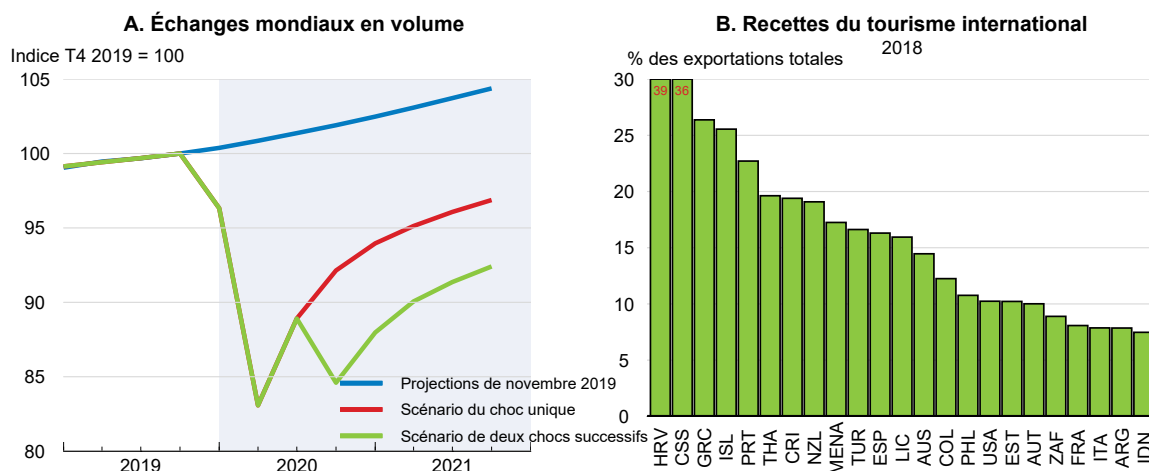 A. Échanges mondiaux en volume
Indice T4 2019 = 100
105
100
95
90
85
80
2019
2020
2021
Projections de novembre 2019
Scénario du choc unique
Scénario de deux chocs successifs
B. Recettes du tourisme international
2018
% des exportations totales
30
25
20
15
10
5
0
39
36
HRV
CSS
GRC
ISL
PRT
THA
CRI
NZL
MENA
TUR
ESP
LIC
AUS
COL
PHL
USA
EST
AUT
ZAF
FRA
ITA
ARG
IDN